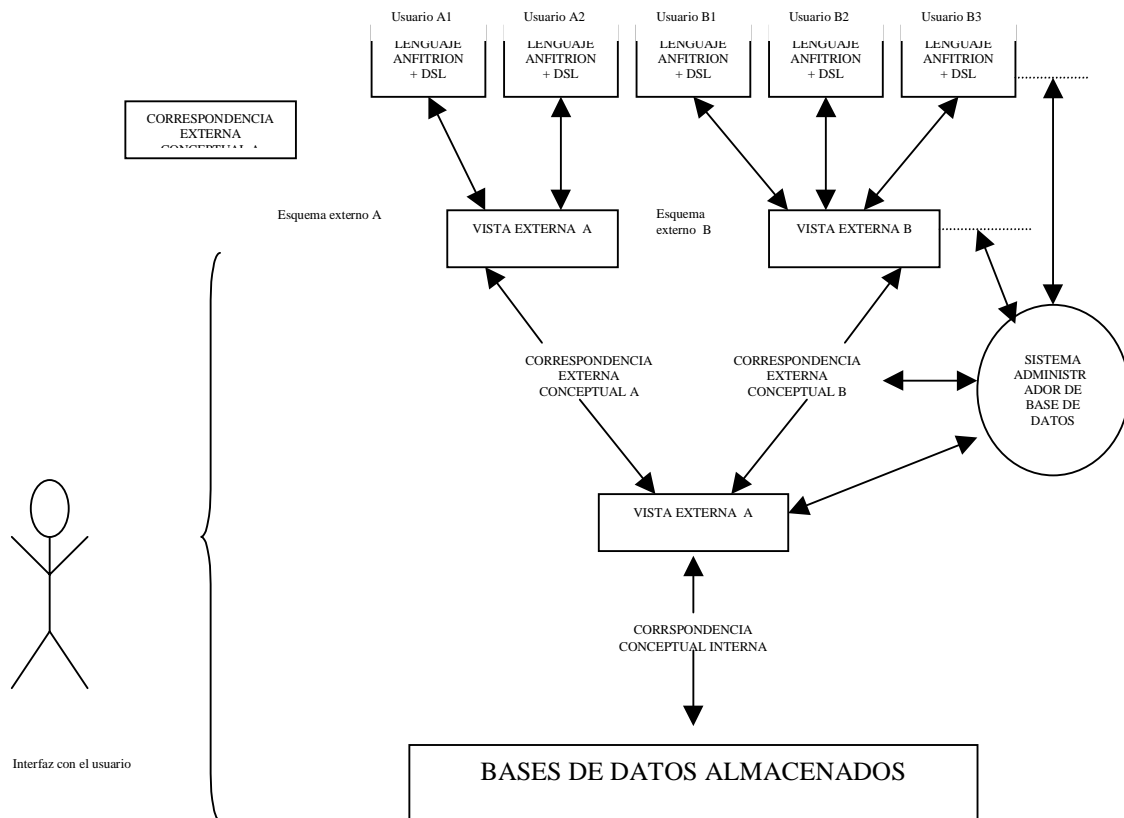 Usuario A1
Usuario A2
Usuario B1
Usuario B2
Usuario B3
LENGUAJE
ANFITRION
+ DSL
LENGUAJE
ANFITRION
+ DSL
LENGUAJE
ANFITRION
+ DSL
LENGUAJE
ANFITRION
+ DSL
LENGUAJE
ANFITRION
+ DSL
CORRESPONDENCIA
EXTERNA
CONCEPTUAL A
Esquema externo A
VISTA EXTERNA A
Esquema
externo B
VISTA EXTERNA B
CORRESPONDENCIA
EXTERNA
CONCEPTUAL A
CORRESPONDENCIA
EXTERNA
CONCEPTUAL B
SISTEMA
ADMINISTR
ADOR DE
BASE DE
DATOS
VISTA EXTERNA A
CORRSPONDENCIA
CONCEPTUAL INTERNA
Interfaz con el usuario
BASES DE DATOS ALMACENADOS